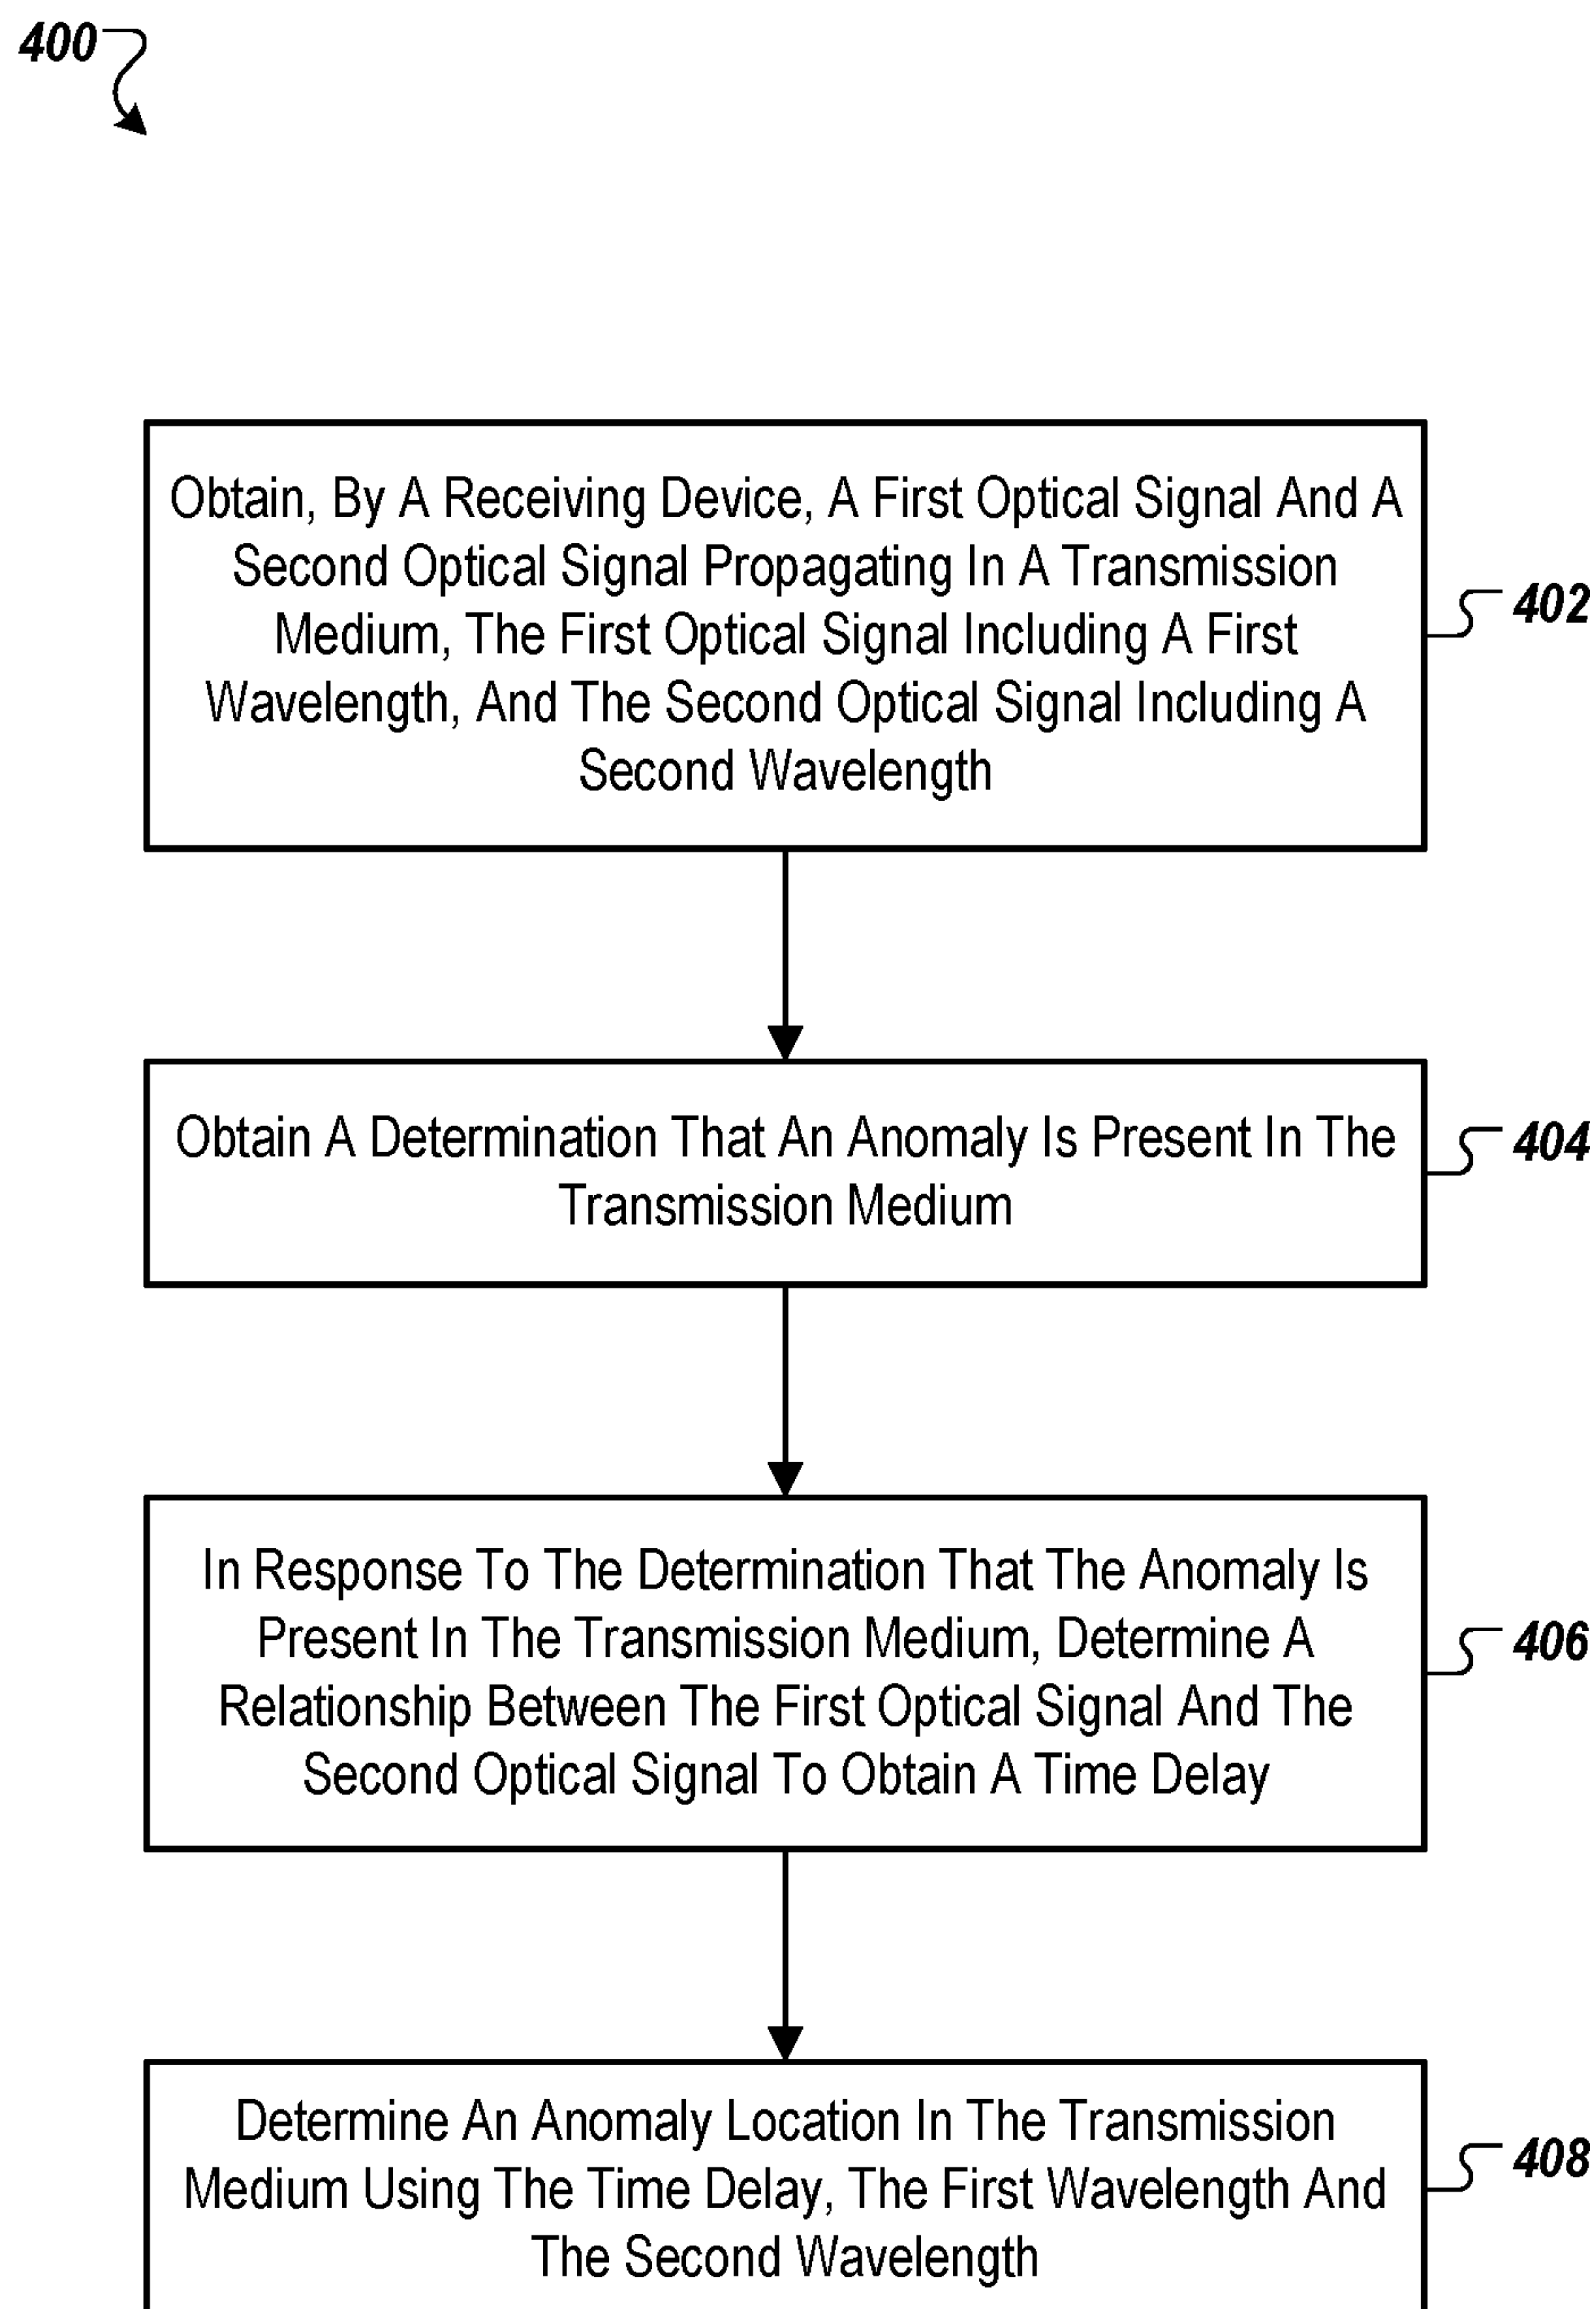 400
Obtain, By A Receiving Device, A First Optical Signal And A
Second Optical Signal Propagating In A Transmission
Medium, The First Optical Signal Including A First
Wavelength, And The Second Optical Signal Including A
Second Wavelength
402
Obtain A Determination That An Anomaly Is Present In The
Transmission Medium
404
In Response To The Determination That The Anomaly Is
Present In The Transmission Medium, Determine A
Relationship Between The First Optical Signal And The
Second Optical Signal To Obtain A Time Delay
406
Determine An Anomaly Location In The Transmission
Medium Using The Time Delay, The First Wavelength And
The Second Wavelength
408